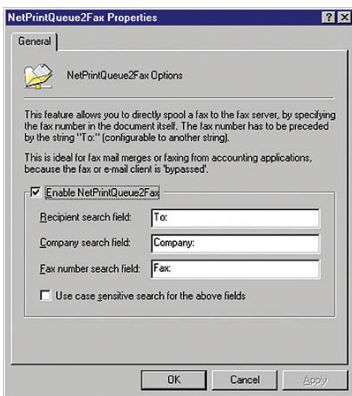 NetPrintQueue2Fax Properties
General
NetPrintQueue2Fax Options
This feature allows you to directly spool a fax to the fax server, by specifying
the fax number in the document itself. The fax number has to be preceded
by the string "To:" (configurable to another string).
This is ideal for fax mail merges or faxing from accounting applications,
because the fax or e-mail client is 'bypassed'.
Enable NetPrintQueue2Fax
Recipient search field: To:
Company search field: Company:
Fax number search field: Fax:
Use case sensitive search for the above fields
OK Cancel Apply